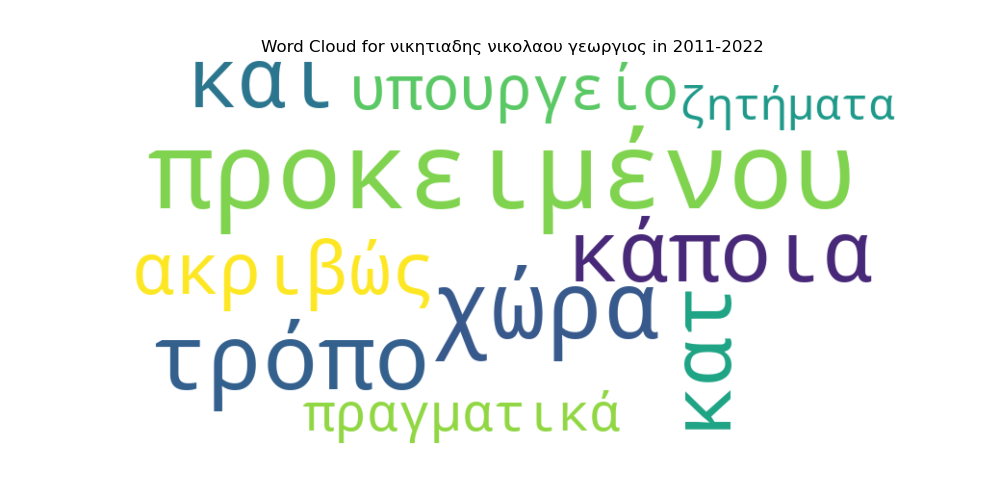 Word Cloud for νικητιαδης νικολαου γεωργιος in 2011-2022
και υπουργείο ζητήματα
προκειμένου
κάποια
ακριβώς
χώρα
κατ
τρόπο
πραγματικά